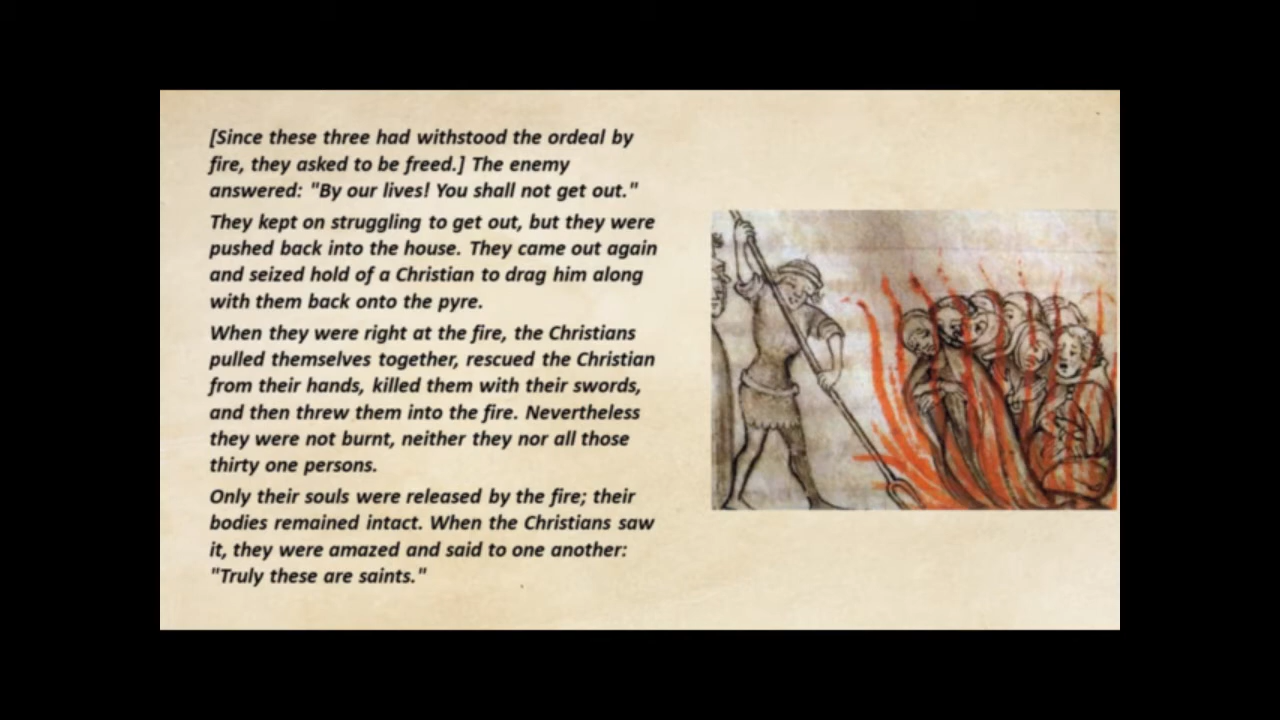 [Since these three had withstood the ordeal by
fire, they asked to be freed.] The enemy
answered: "By our lives! You shall not get out."
They kept on struggling to get out, but they were
pushed back into the house. They came out again
and seized hold of a Christian to drag him along
with them back onto the pyre.
When they were right at the fire, the Christians
pulled themselves together, rescued the Christian
from their hands, killed them with their swords,
and then threw them into the fire. Nevertheless
they were not burnt, neither they nor all those
thirty one persons.
Only their souls were released by the fire; their
bodies remained intact. When the Christians saw
it, they were amazed and said to one another:
"Truly these are saints."